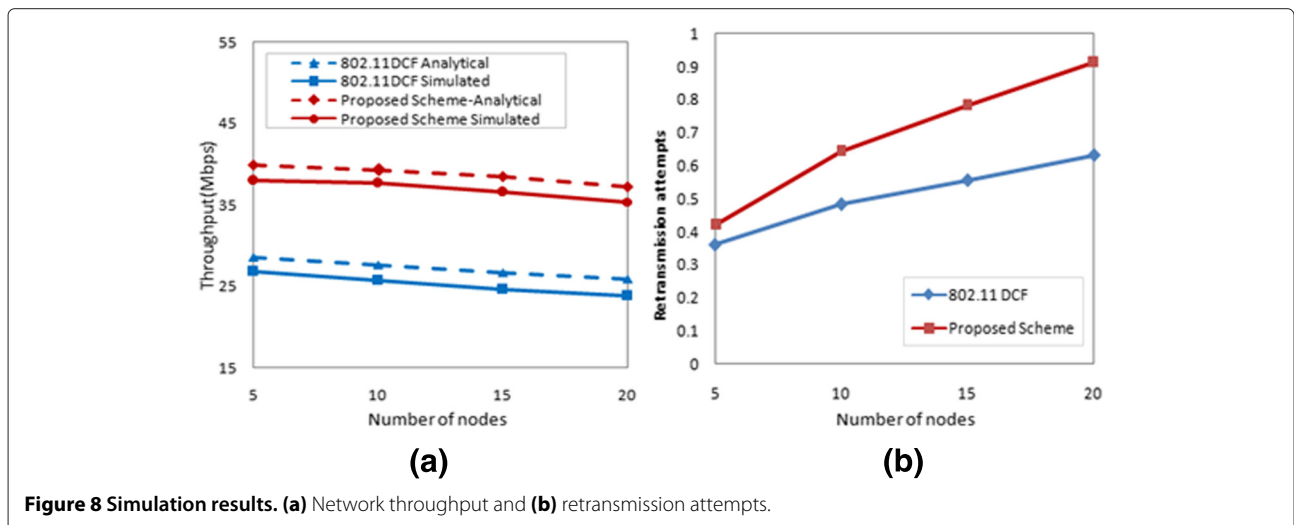 55
45
35
25
15
Throughput(Mbps)
802.11DCF Analytical
802.11DCF Simulated
Proposed Scheme-Analytical
Proposed Scheme Simulated
5 10 15 20
Number of nodes
(a)
1
0.9
0.8
0.7
0.6
0.5
0.4
0.3
0.2
0.1
0
Retransmission attempts
802.11 DCF
Proposed Scheme
5 10 15 20
Number of nodes
(b)
Figure 8 Simulation results. (a) Network throughput and (b) retransmission attempts.